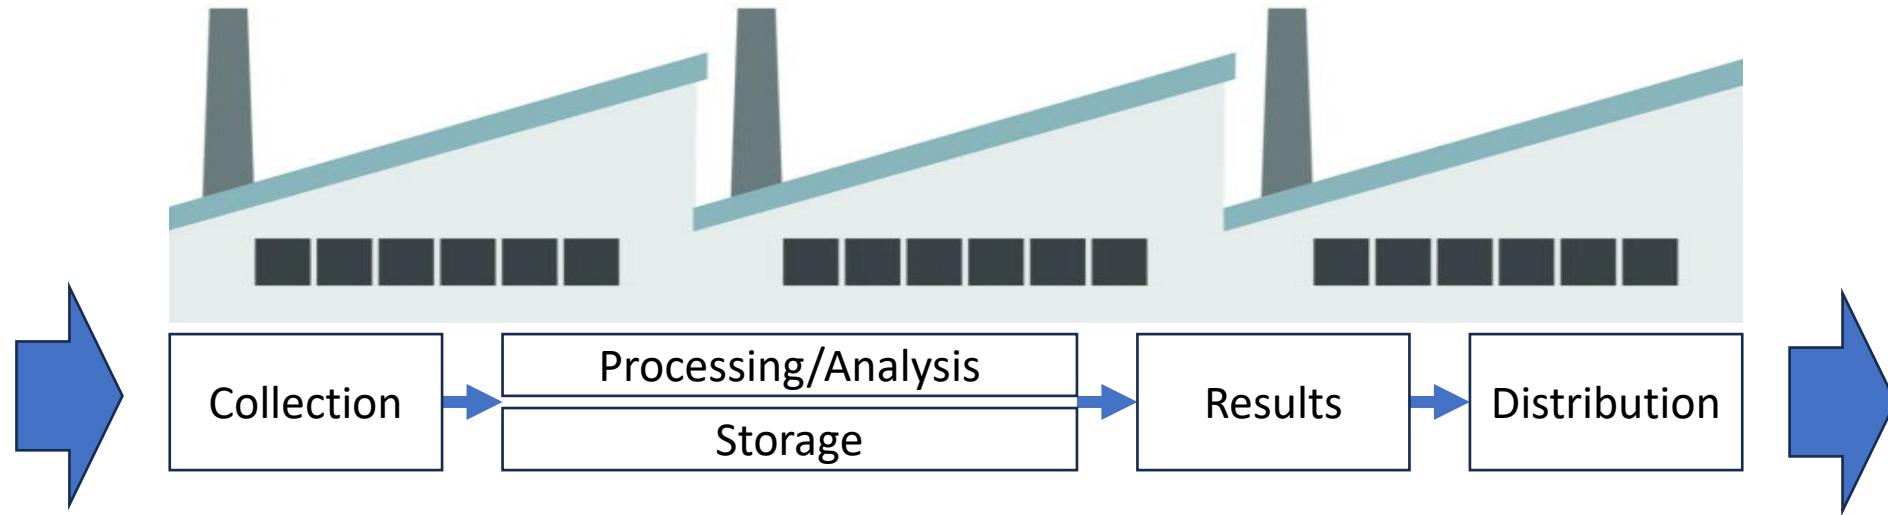 Collection
Processing/Analysis
Storage
Results
Distribution